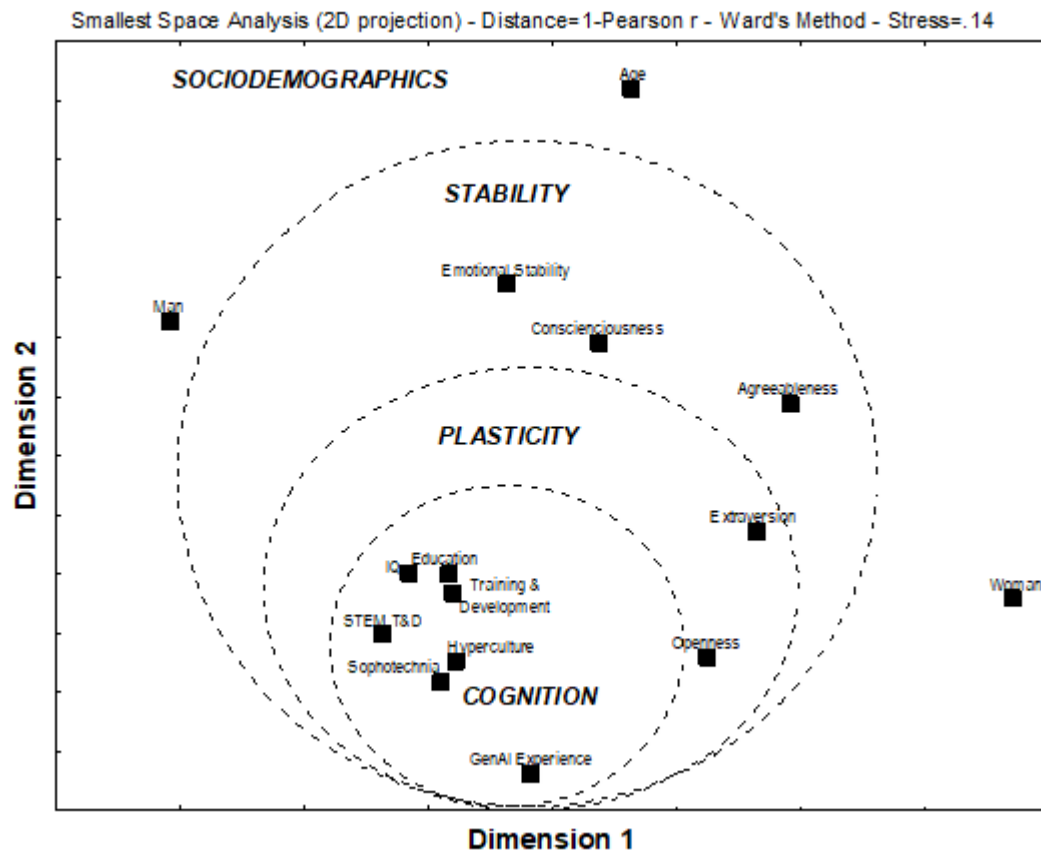 Smallest Space Analysis (2D projection) - Distance=1-Pearson r - Ward's Method - Stress=.14
SOCIODEMOGRAPHICS
Age
STABILITY
Emotional Stability
Man
Conscienciousness
Agreeableness
PLASTICITY
Extraversion
IQ
Education
Training &
Development
Woman
STEM T&D
Hyperculture
Openness
Sophotechnia
COGNITION
GenAI Experience
Dimension 2
Dimension 1